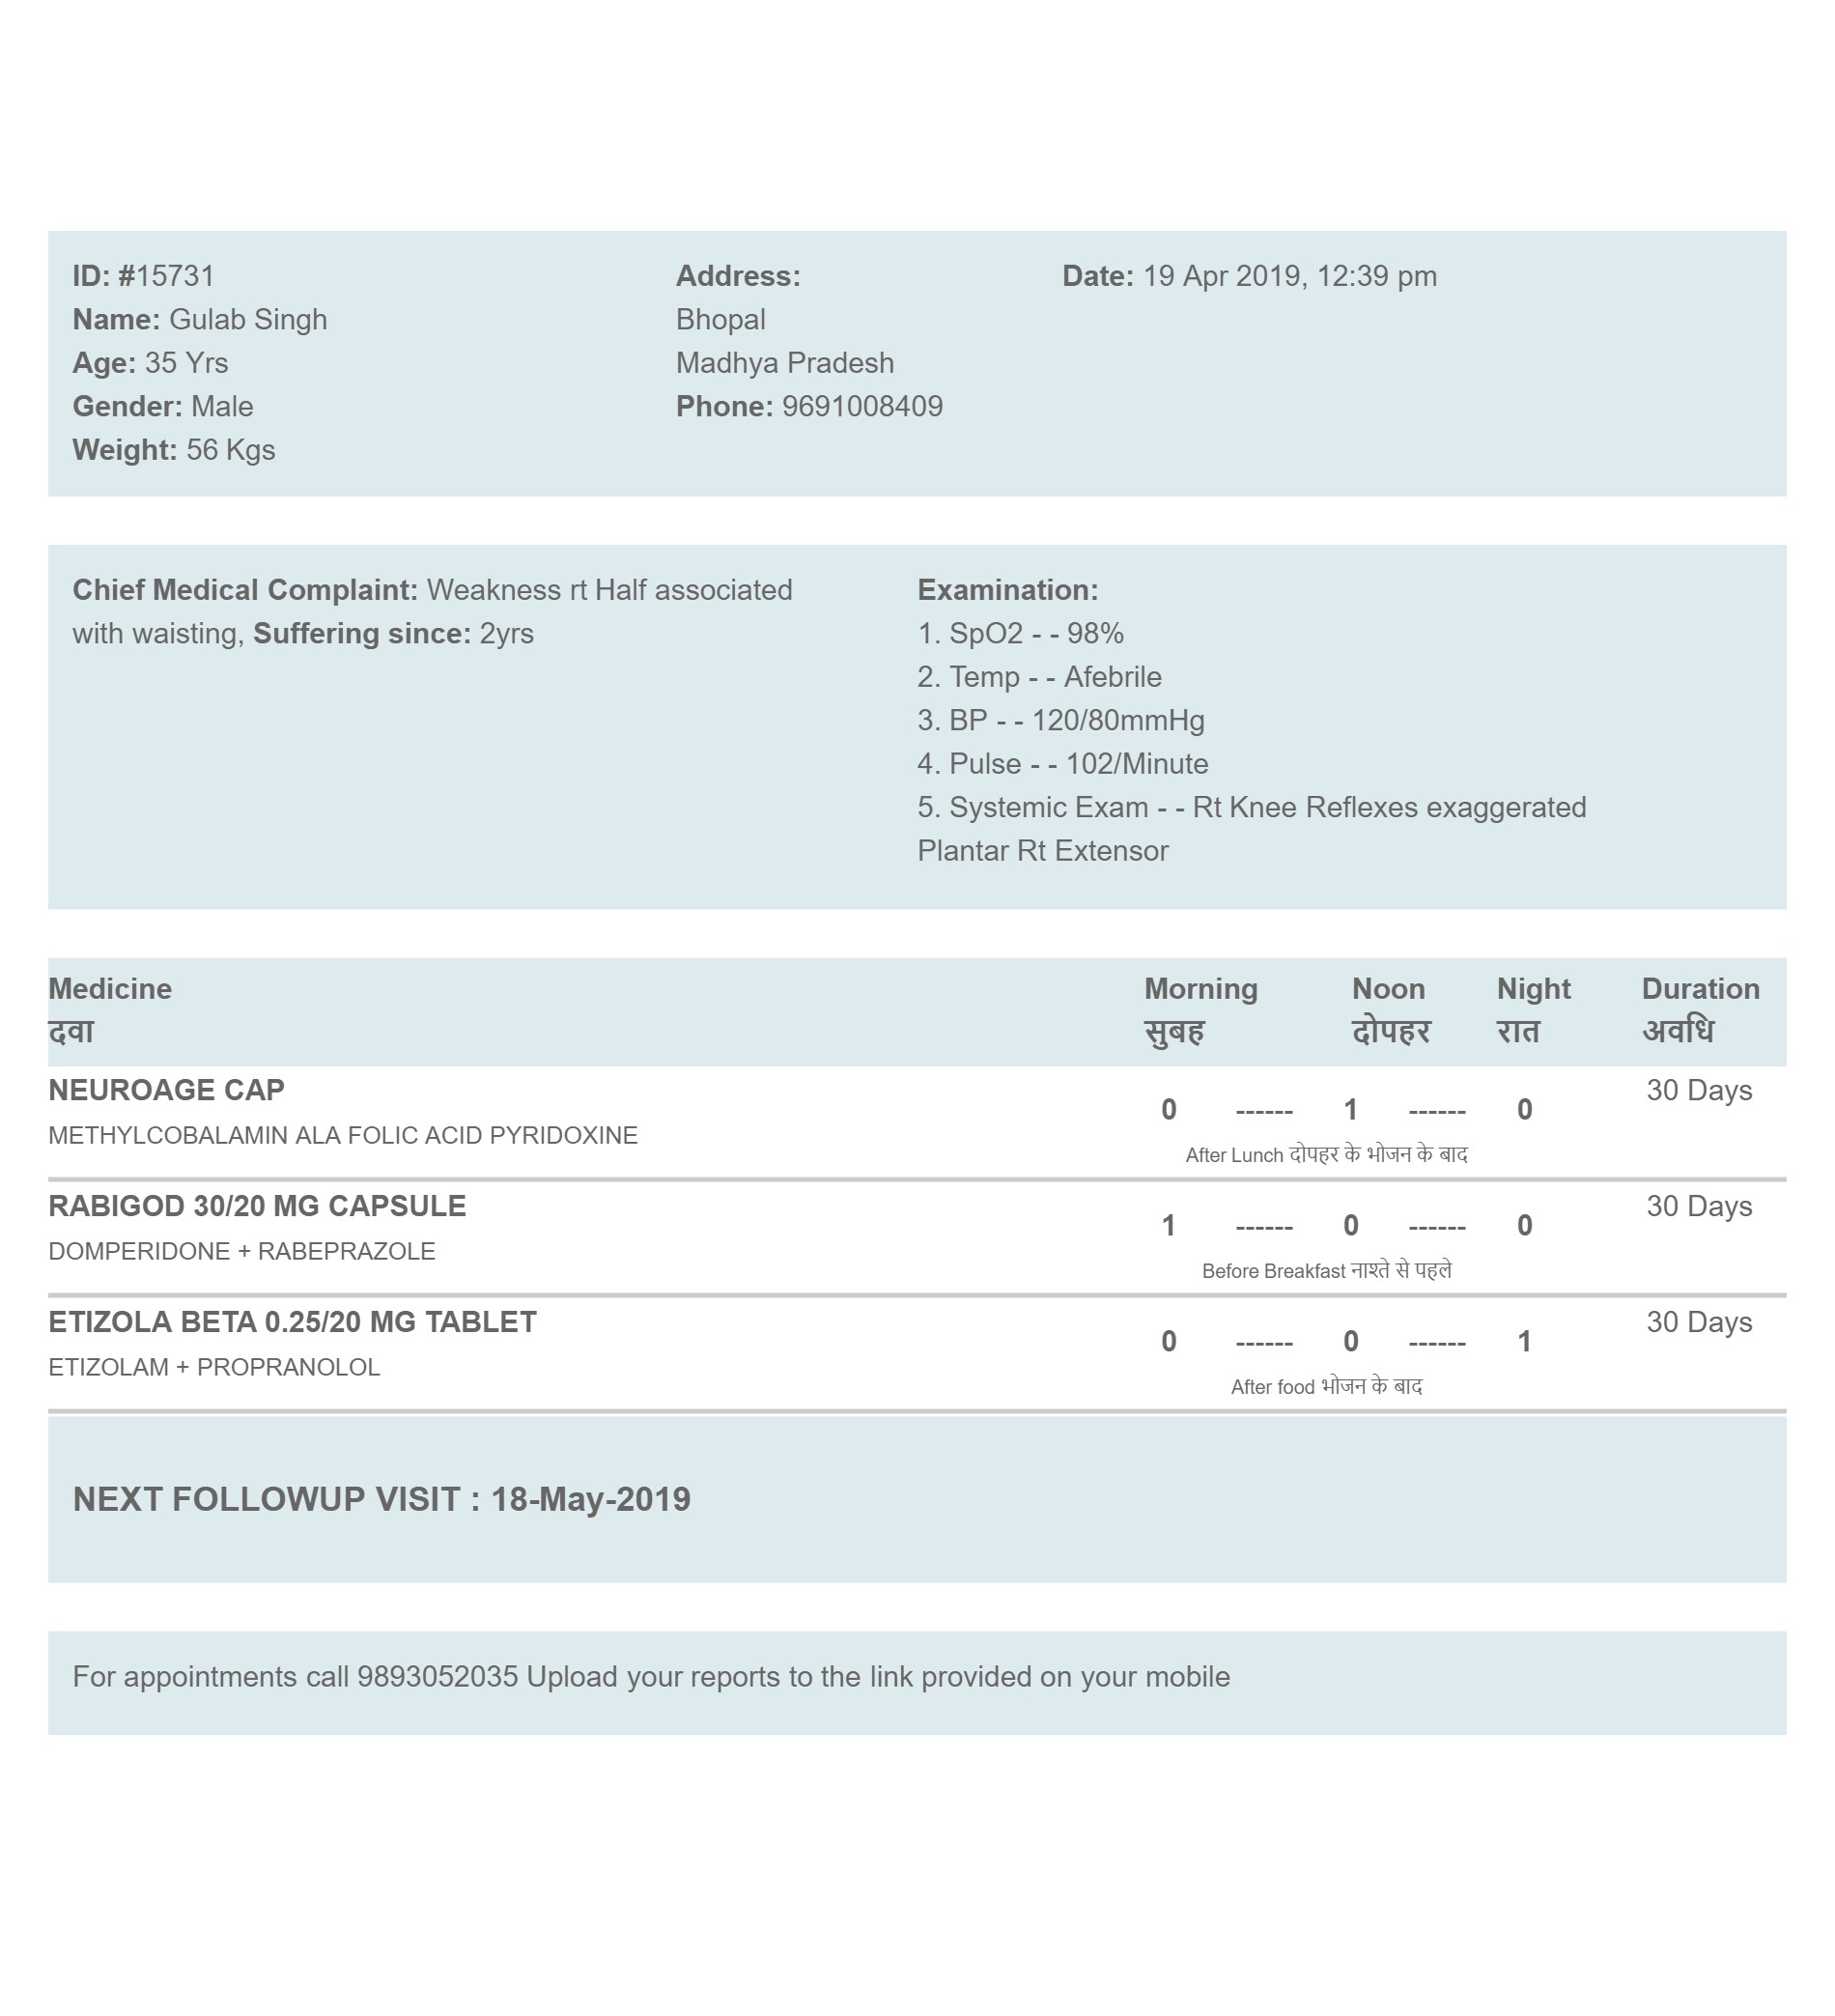 ID: #15731
Name: Gulab Singh
Age: 35 Yrs
Gender: Male
Weight: 56 Kgs
Address:
Bhopal
Madhya Pradesh
Phone: 9691008409
Date: 19 Apr 2019, 12:39 pm
Chief Medical Complaint: Weakness rt Half associated
with waisting, Suffering since: 2yrs
Examination:
1. SpO2 - - 98%
2. Temp - - Afebrile
3. BP - - 120/80mmHg
4. Pulse - - 102/Minute
5. Systemic Exam - - Rt Knee Reflexes exaggerated
Plantar Rt Extensor
Medicine Morning Noon Night Duration
दवा सुबह दोपहर रात अवधि
NEUROAGE CAP 0 ------ 1 ------ 0 30 Days
METHYLCOBALAMIN ALA FOLIC ACID PYRIDOXINE
After Lunch दोपहर के भोजन के बाद
RABIGOD 30/20 MG CAPSULE 1 ------ 0 ------ 0 30 Days
DOMPERIDONE + RABEPRAZOLE
Before Breakfast नाश्ते से पहले
ETIZOLA BETA 0.25/20 MG TABLET 0 ------ 0 ------ 1 30 Days
ETIZOLAM + PROPRANOLOL
After food भोजन के बाद
NEXT FOLLOWUP VISIT : 18-May-2019
For appointments call 9893052035 Upload your reports to the link provided on your mobile